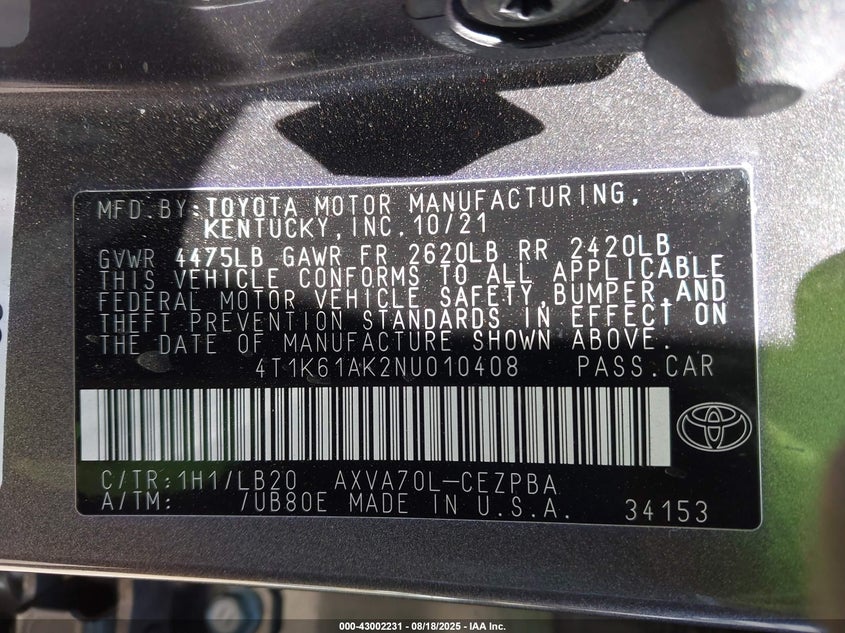 MFD.BY:TOYOTA MOTOR MANUFACTURING,
KENTUCKY,INC.10/21
GVWR 4475LB GAWR FR 2620LB RR 2420LB
THIS VEHICLE CONFORMS TO ALL APPLICABLE
FEDERAL MOTOR VEHICLE SAFETY,BUMPER,AND
THEFT PREVENTION STANDARDS IN EFFECT ON
THE DATE OF MANUFACTURE SHOWN ABOVE.
4T1K61AK2NU010408 PASS.CAR
C/TR:1H1/LB20 AXVA70L-CEZPBA
A/TM: /UB80E MADE IN U.S.A. 34153
000-43002231 - 08/18/2025 - IAA Inc.